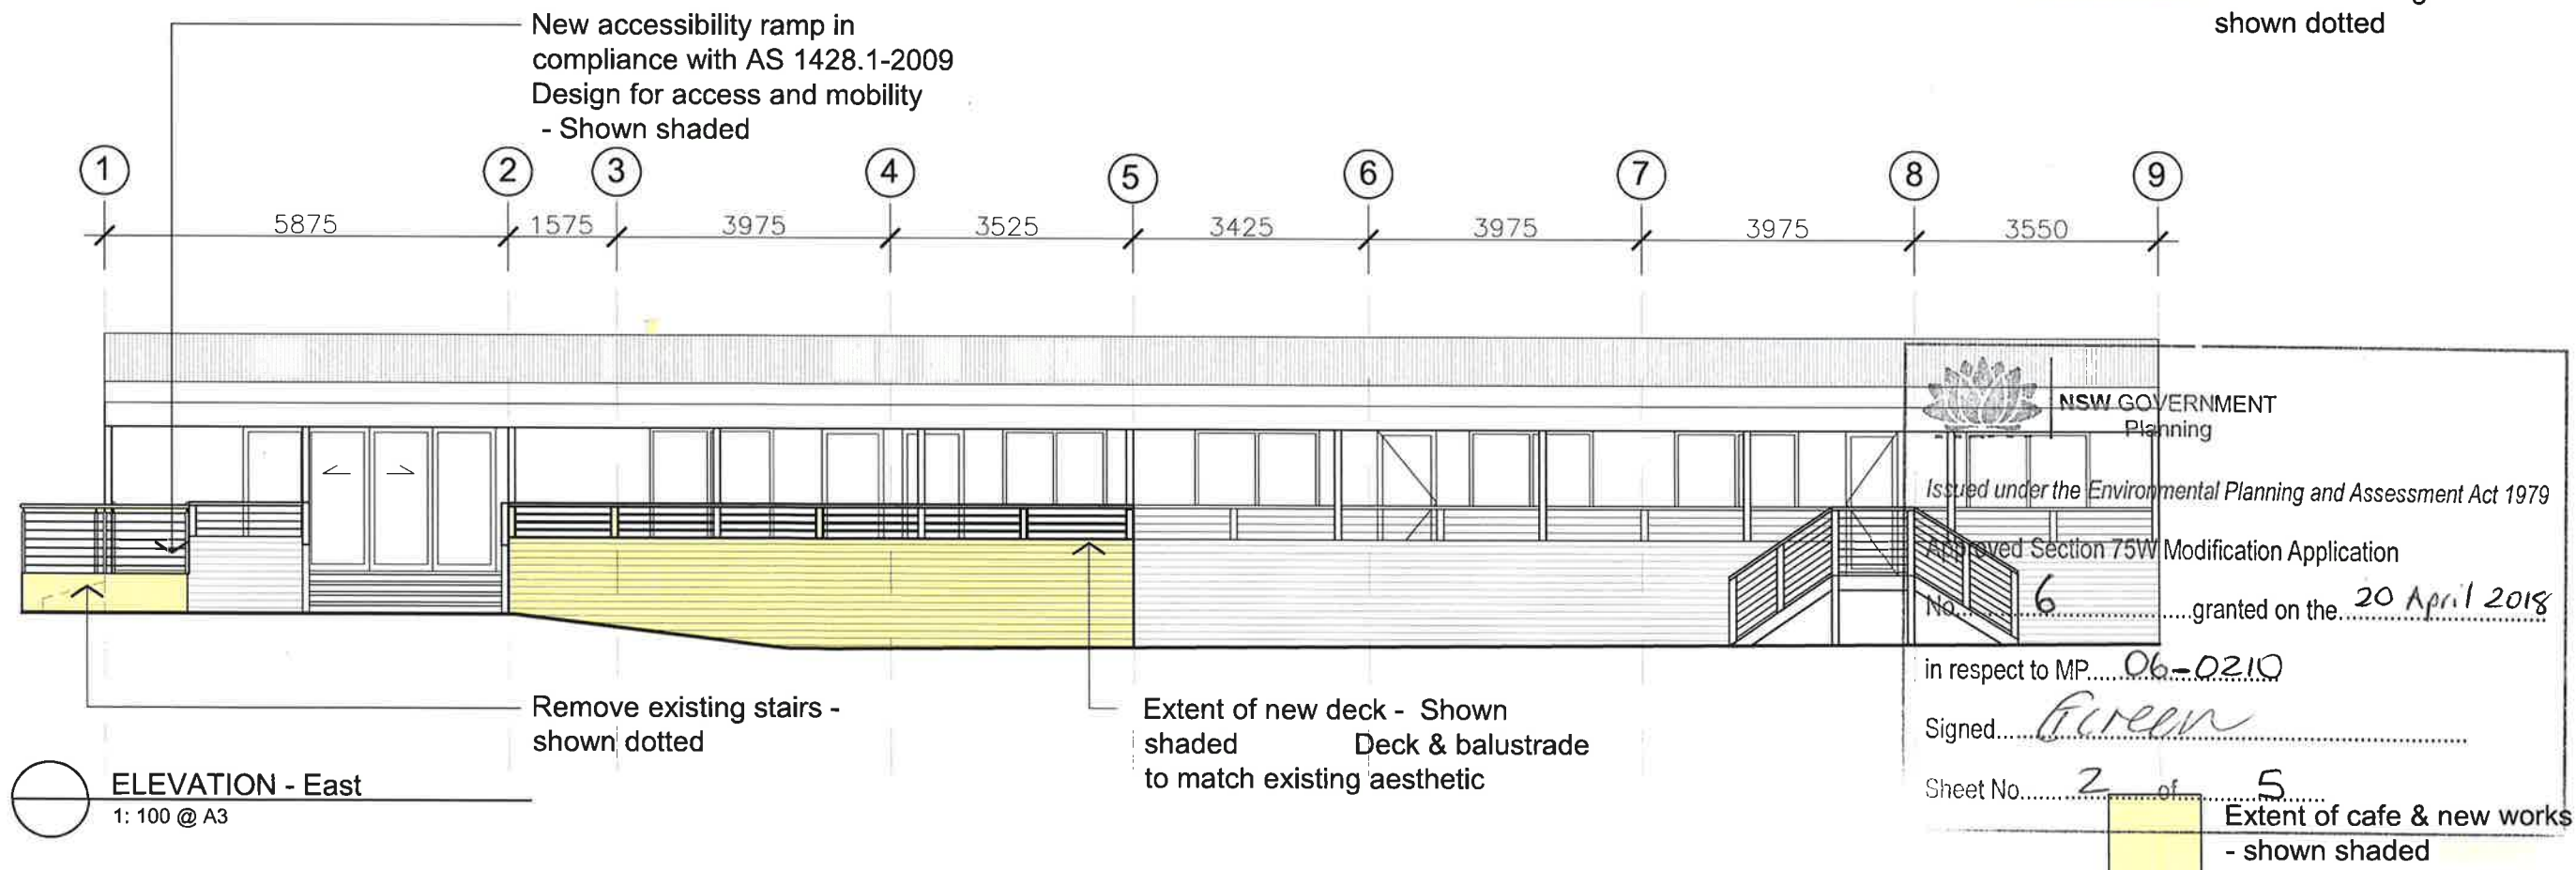 New accessibility ramp in
compliance with AS 1428.1-2009
Design for access and mobility
- Shown shaded
shown dotted
1 2 3 4 5 6 7 8 9
5875 1575 3975 3525 3425 3975 3975 3550
NSW GOVERNMENT
Planning
Issued under the Environmental Planning and Assessment Act 1979
Approved Section 75W Modification Application
No. 6 granted on the 20 April 2018
in respect to MP 06-0210
Signed
Sheet No. 2 of 5
Remove existing stairs -
shown dotted
Extent of new deck - Shown
shaded Deck & balustrade
to match existing aesthetic
ELEVATION - East
1: 100 @ A3
Extent of cafe & new works
- shown shaded